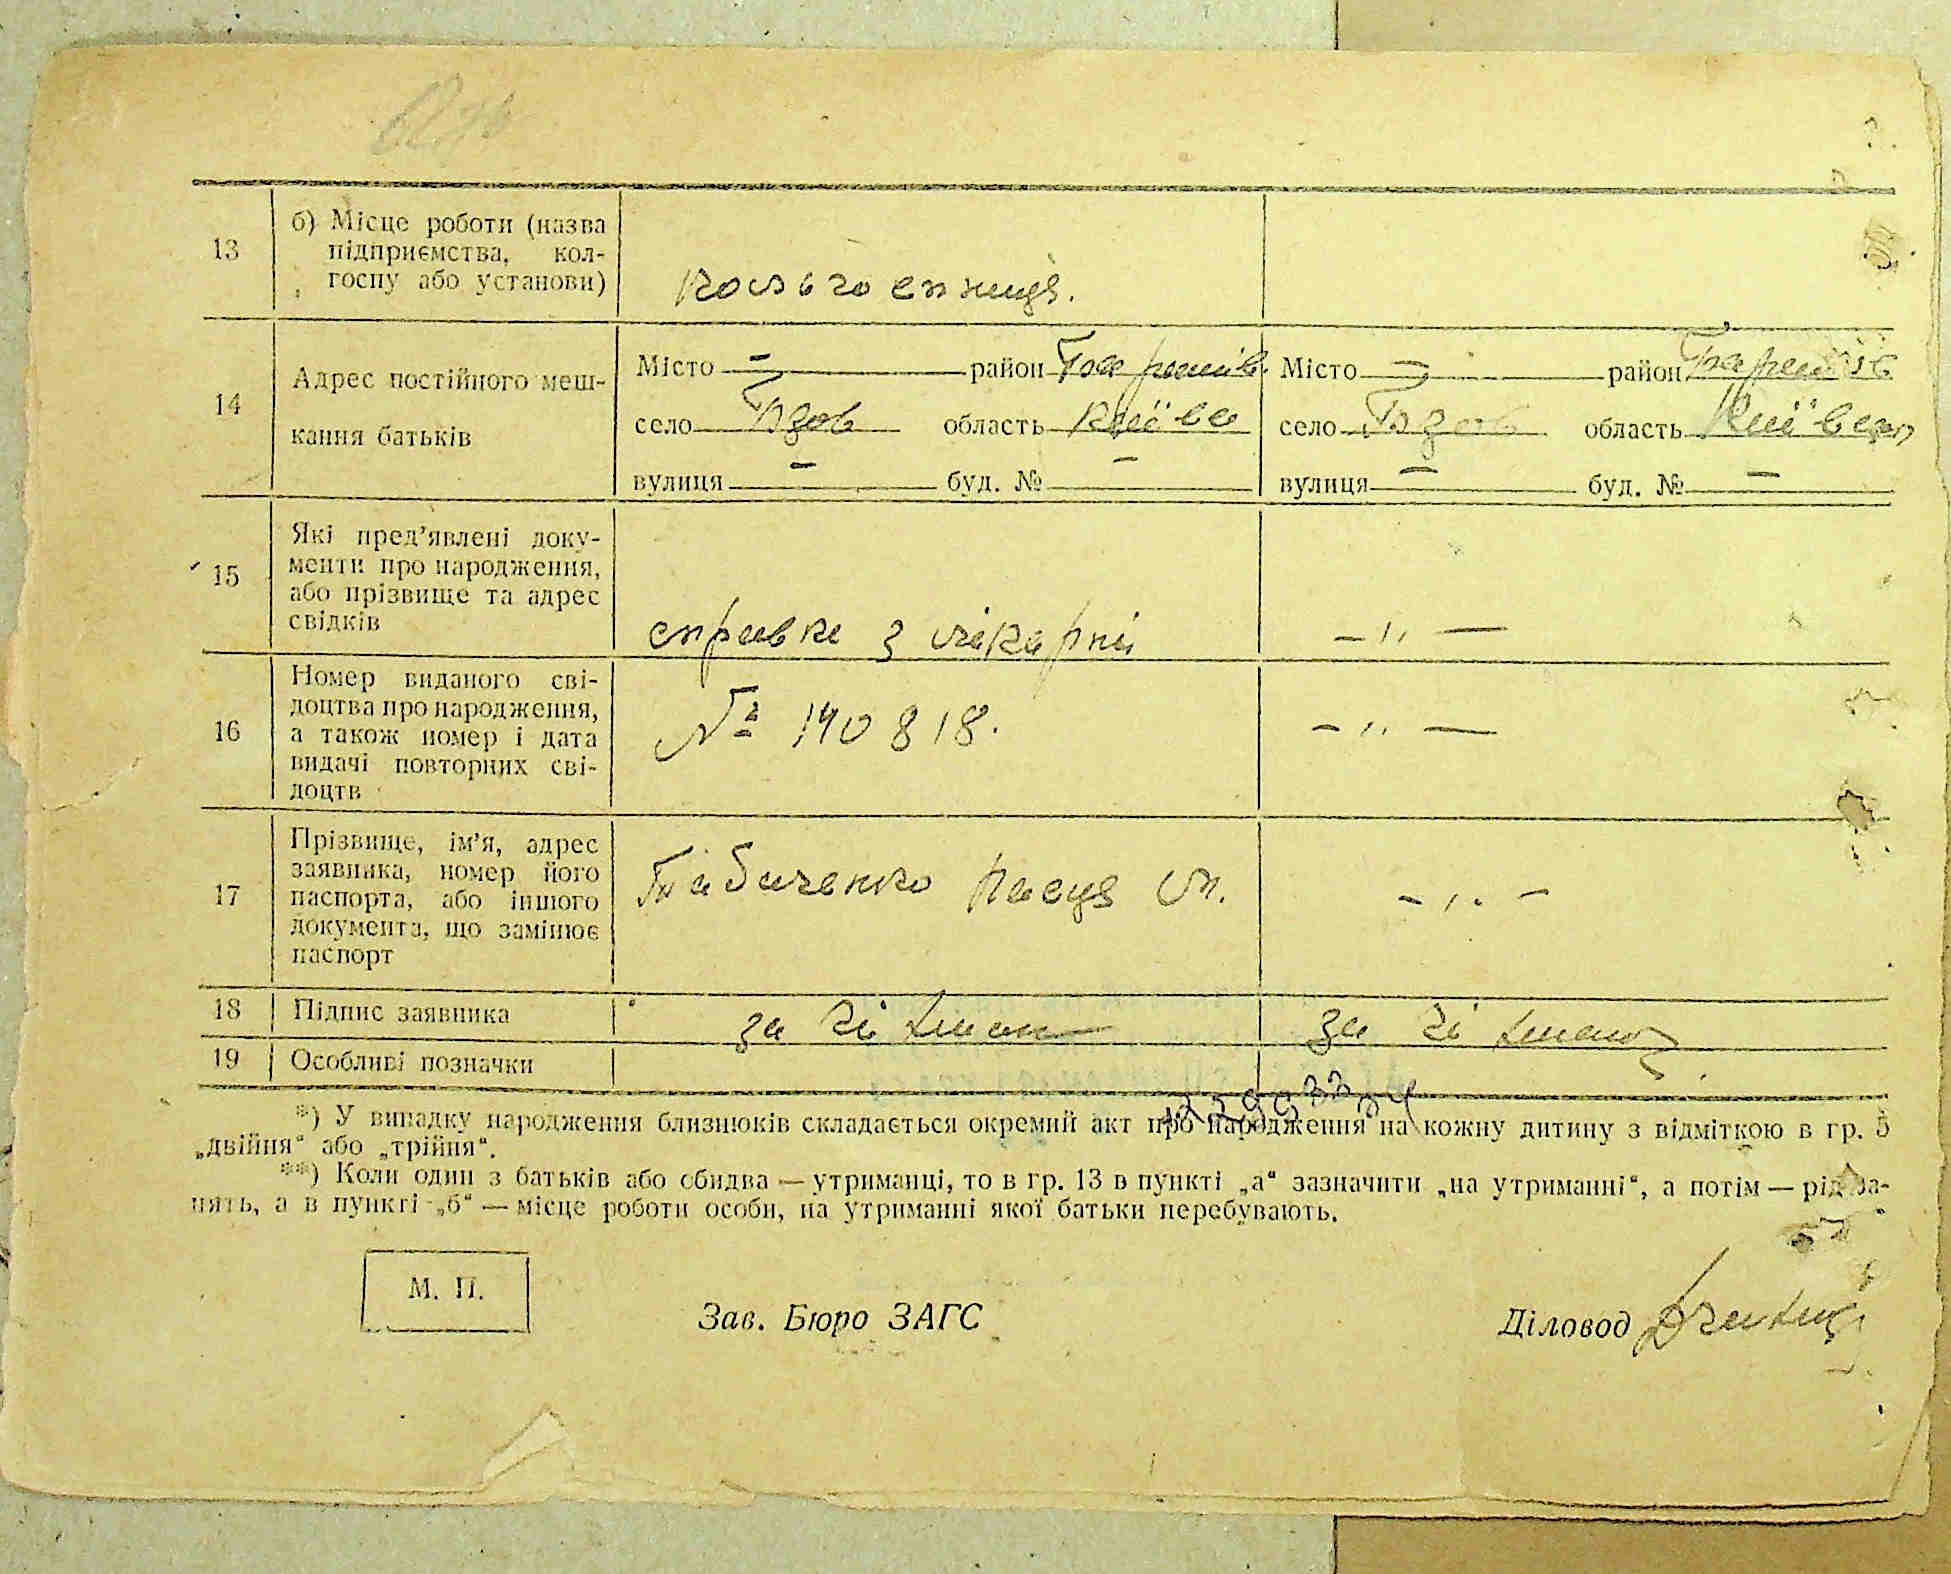 13
б) Місце роботи (назва
підприємства, кол-
госпу або установи)
14
Адрес постійного меш-
кання батьків
Місто — район
село Бзов область Київс
вулиця — буд. № —
Місто — район
село Бзов область
вулиця — буд. № —
15
Які пред'явлені доку-
менти про народження,
або прізвище та адрес
свідків
справка з лікарні
— „ —
16
Номер виданого сві-
доцтва про народження,
а також номер і дата
видачі повторних сві-
доцтв
№ 140818.
— „ —
17
Прізвище, ім'я, адрес
заявника, номер його
паспорта, або іншого
документа, що замінює
паспорт
— „ —
18
Підпис заявника
за
за
19
Особливі позначки
*) У випадку народження близнюків складається окремий акт про народження на кожну дитину з відміткою в гр. 5
„двійня“ або „трійня“.
**) Коли один з батьків або обидва — утриманці, то в гр. 13 в пункті „а“ зазначити „на утриманні“, а потім — рід за-
нять, а в пункті „б“ — місце роботи особи, на утриманні якої батьки перебувають.
М. П.
Зав. Бюро ЗАГС
Діловод